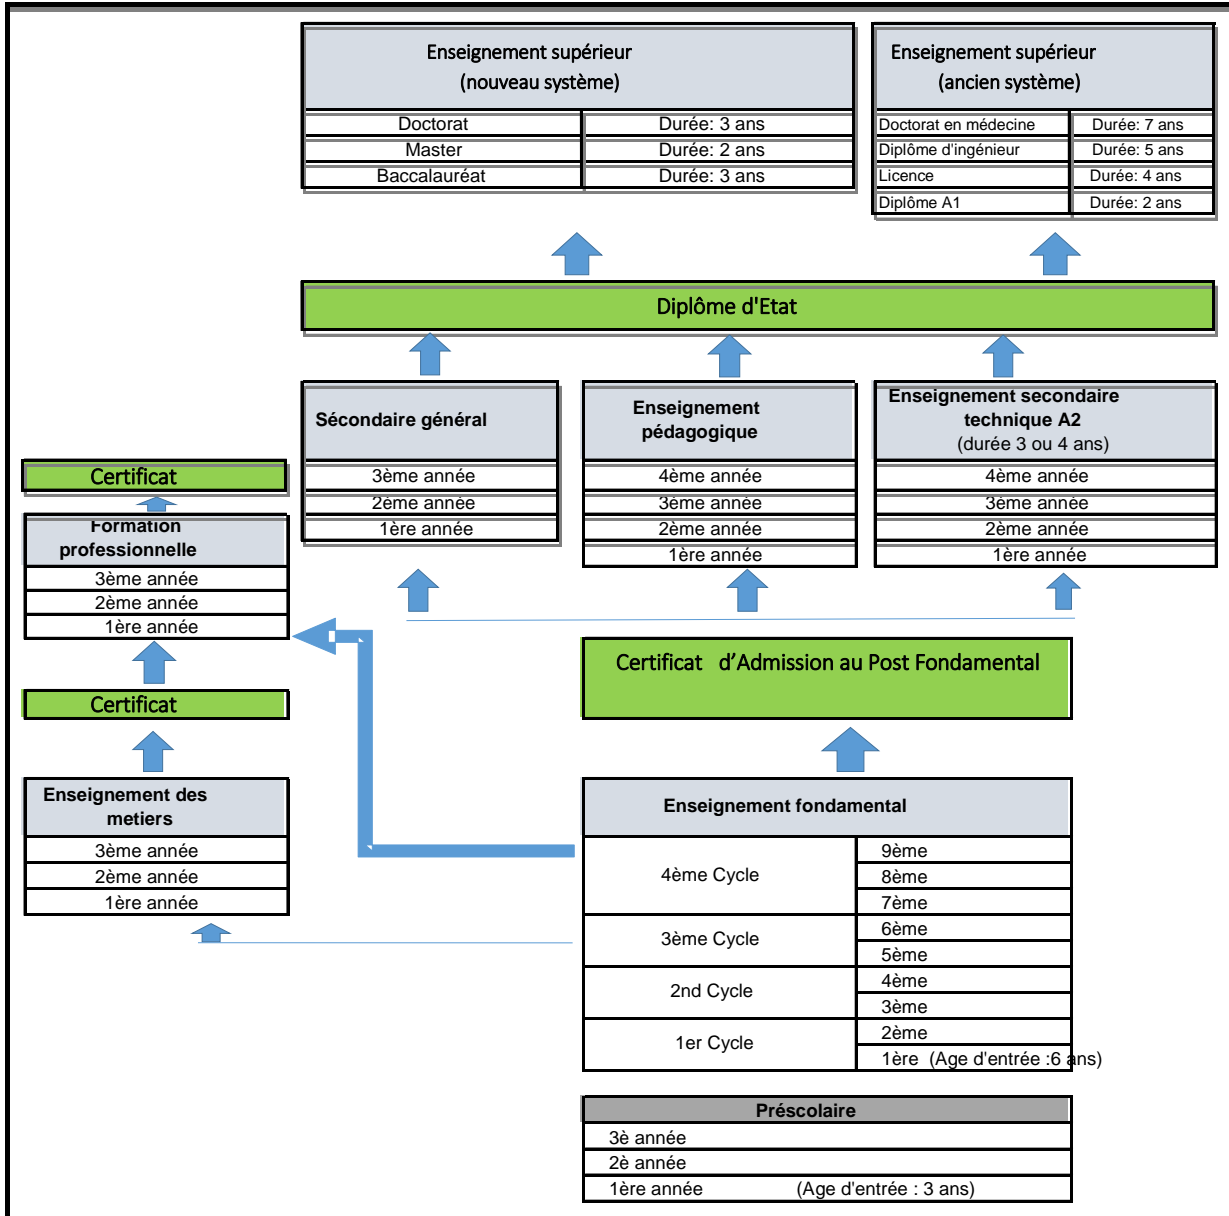 Enseignement supérieur
(nouveau système)
Doctorat Durée: 3 ans
Master Durée: 2 ans
Baccalauréat Durée: 3 ans
Enseignement supérieur
(ancien système)
Doctorat en médecine Durée: 7 ans
Diplôme d'ingénieur Durée: 5 ans
Licence Durée: 4 ans
Diplôme A1 Durée: 2 ans
Diplôme d'Etat
Sécondaire général
3ème année
2ème année
1ère année
Enseignement
pédagogique
4ème année
3ème année
2ème année
1ère année
Enseignement secondaire
technique A2
(durée 3 ou 4 ans)
4ème année
3ème année
2ème année
1ère année
Certificat
Formation
professionnelle
3ème année
2ème année
1ère année
Certificat d’Admission au Post Fondamental
Certificat
Enseignement des
metiers
3ème année
2ème année
1ère année
Enseignement fondamental
4ème Cycle
9ème
8ème
7ème
3ème Cycle
6ème
5ème
2nd Cycle
4ème
3ème
1er Cycle
2ème
1ère (Age d'entrée :6 ans)
Préscolaire
3è année
2è année
1ère année (Age d'entrée : 3 ans)